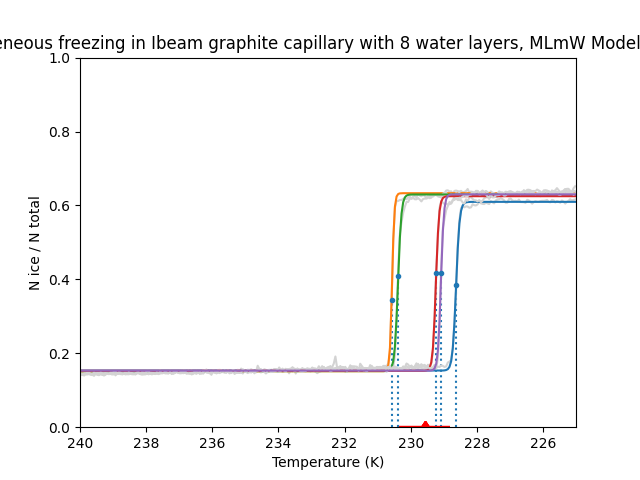 freezing in Ibeam graphite capillary with 8 water layers, MLmW Model
1.0
0.8
0.6
0.4
0.2
0.0
N ice / N total
240 238 236 234 232 230 228 226
Temperature (K)